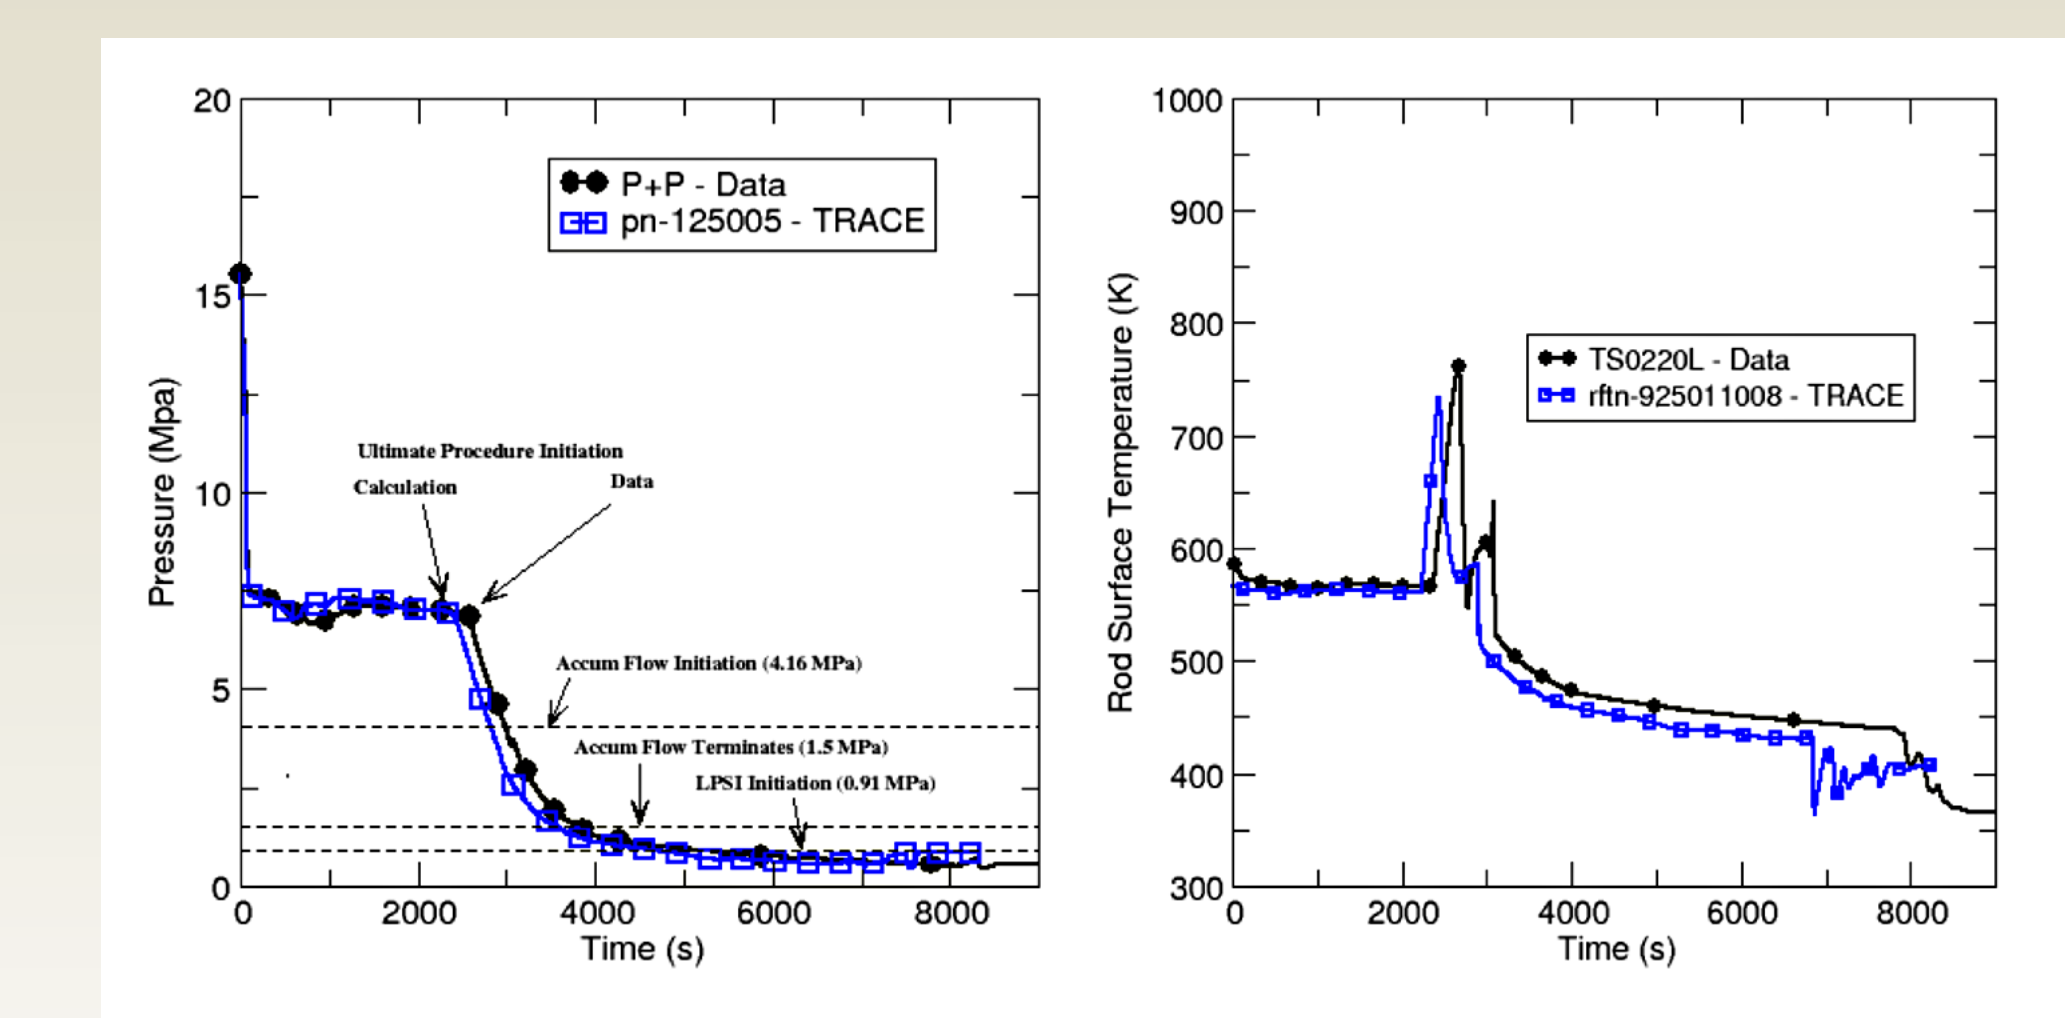 20
15
10
5
0
0
2000
4000
6000
8000
Pressure (Mpa)
Time (s)
P+P - Data
pn-125005 - TRACE
Ultimate Procedure Initiation
Calculation
Data
Accum Flow Initiation (4.16 MPa)
Accum Flow Terminates (1.5 MPa)
LPSI Initiation (0.91 MPa)
1000
900
800
700
600
500
400
300
0
2000
4000
6000
8000
Rod Surface Temperature (K)
Time (s)
TS0220L - Data
rftn-925011008 - TRACE